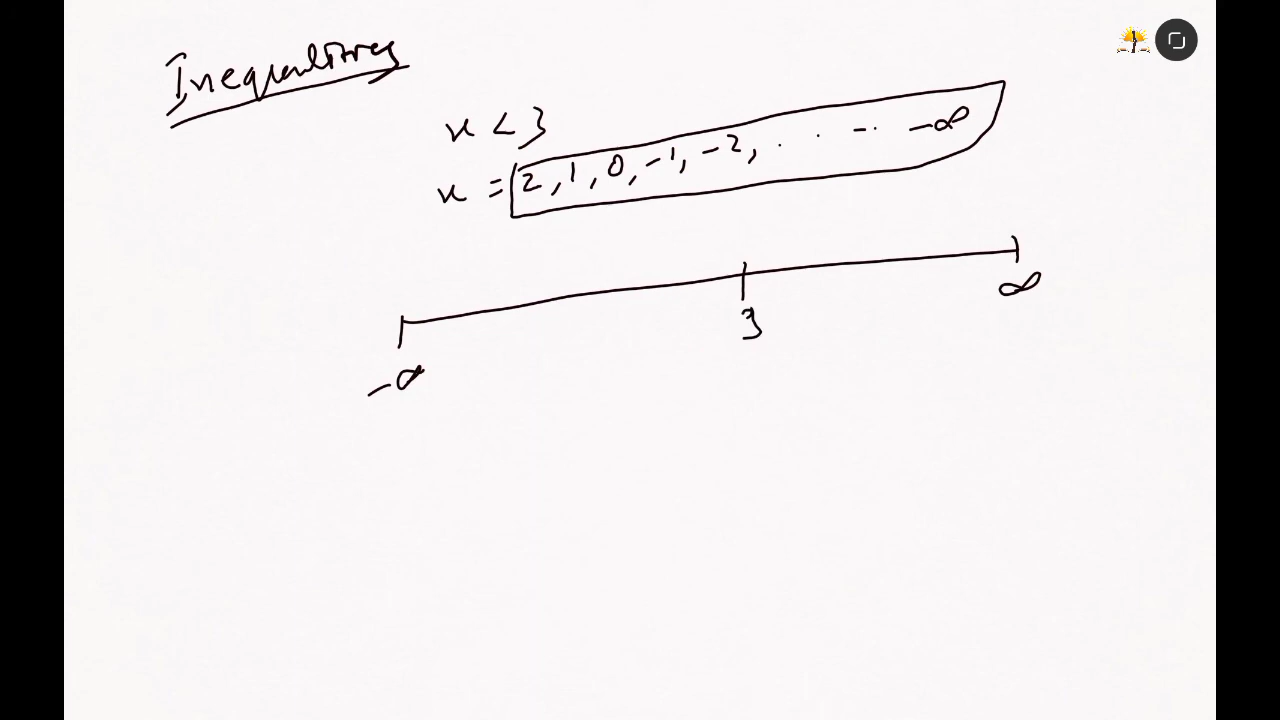 Inequalities
x < 3
x = 2, 1, 0, -1, -2, . . - . -∞
3
∞
-∞